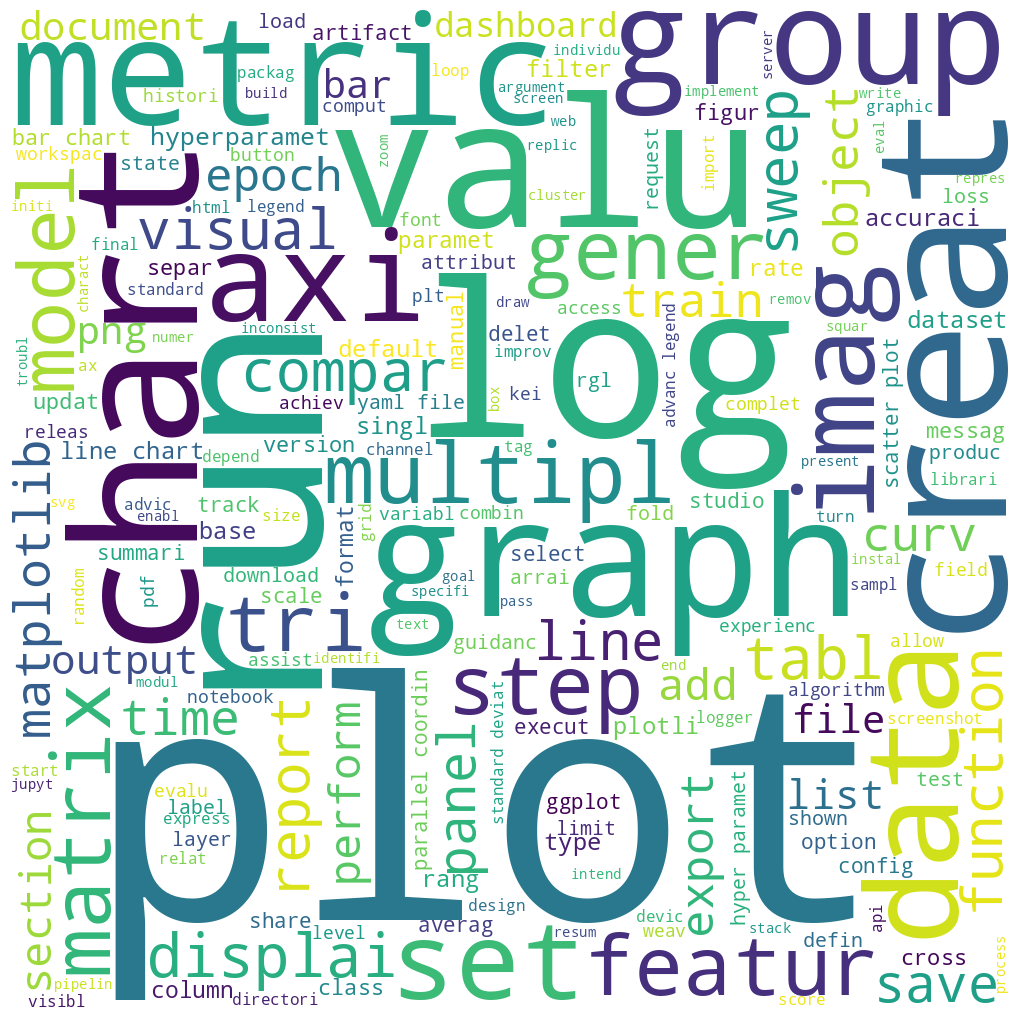 document
load
artifact
dashboard
group
server
metric
individu
packag
loop
filter
histori
build
bar
comput
argument
screen
implement
figur
write
graphic
bar chart
hyperparamet
web
replic
valu
zoom
request
import
sweep
object
eval
creat
workspac
state
button
epoch
repres
loss
initi
html
legend
cluster
model
chart
visual
font
paramet
accuraci
final
charact
separ
axi
attribut
gener
rate
standard
plt
manual
draw
access
train
remov
imag
png
numer
inconsist
log
delet
squar
dataset
troubl
ax
default
improv
compar
rgl
advanc legend
scatter plot
updat
achiev
yaml file
box
kei
complet
releas
singl
messag
line chart
version
channel
tag
present
produc
matplotlib
run
depend
multipl
librari
svg
advic
enabl
track
variabl
combin
fold
studio
base
size
format
grid
graph
turn
curv
summari
select
instal
pdf
random
download
scale
goal
specifi
arrai
sampl
field
tri
pass
text
experienc
output
assist
identifi
guidanc
line
end
tabl
allow
modul
notebook
step
add
algorithm
data
function
matrix
time
report
perform
parallel coordin
panel
standard deviat
execut
plotli
logger
file
screenshot
start
jupyt
plot
evalu
label
express
layer
relat
ggplot
limit
type
export
hyper paramet
list
shown
option
test
config
section
rang
intend
share
level
averag
design
devic
weav
stack
defin
api
pipelin
displai
set
resum
featur
cross
process
visibl
column
directori
class
score
save